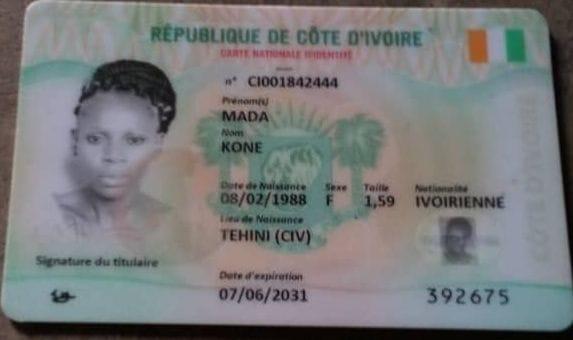 RÉPUBLIQUE DE CÔTE D'IVOIRE
CARTE NATIONALE D'IDENTITÉ
n° CI001842444
Prénom(s)
MADA
Nom
KONE
Date de Naissance Sexe Taille Nationalité
08/02/1988 F 1,59 IVOIRIENNE
Lieu de Naissance
TEHINI (CIV)
Signature du titulaire
Date d'expiration
07/06/2031
392675